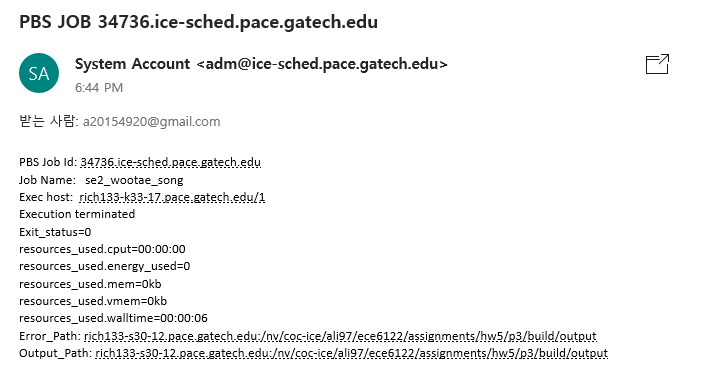 PBS JOB 34736.ice-sched.pace.gatech.edu
SA
System Account <adm@ice-sched.pace.gatech.edu>
6:44 PM
받는 사람: a20154920@gmail.com
PBS Job Id: 34736.ice-sched.pace.gatech.edu
Job Name: se2_wootae_song
Exec host: rich133-k33-17.pace.gatech.edu/1
Execution terminated
Exit_status=0
resources_used.cput=00:00:00
resources_used.energy_used=0
resources_used.mem=0kb
resources_used.vmem=0kb
resources_used.walltime=00:00:06
Error_Path: rich133-s30-12.pace.gatech.edu:/nv/coc-ice/ali97/ece6122/assignments/hw5/p3/build/output
Output_Path: rich133-s30-12.pace.gatech.edu:/nv/coc-ice/ali97/ece6122/assignments/hw5/p3/build/output